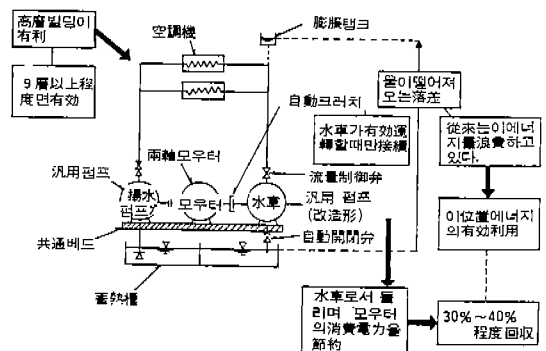 高層빌딩이
有利
9層以上程
度면有効
空調機
膨脹탱크
自動크러치
물이떨어져
오는落差
水車가有効運
轉할때만接續
從來는이에너
지를浪費하고
있다.
汎用펌프
兩軸모우터
流量制御弁
揚水
펌프
모우터
水車
汎用 펌프
(改造形)
이位置에너지
의有効利用
共通베드
自動開閉弁
蓄熱槽
水車로서 돌
리며 모우터
의消費電力을
節約
30%~40%
程度回収